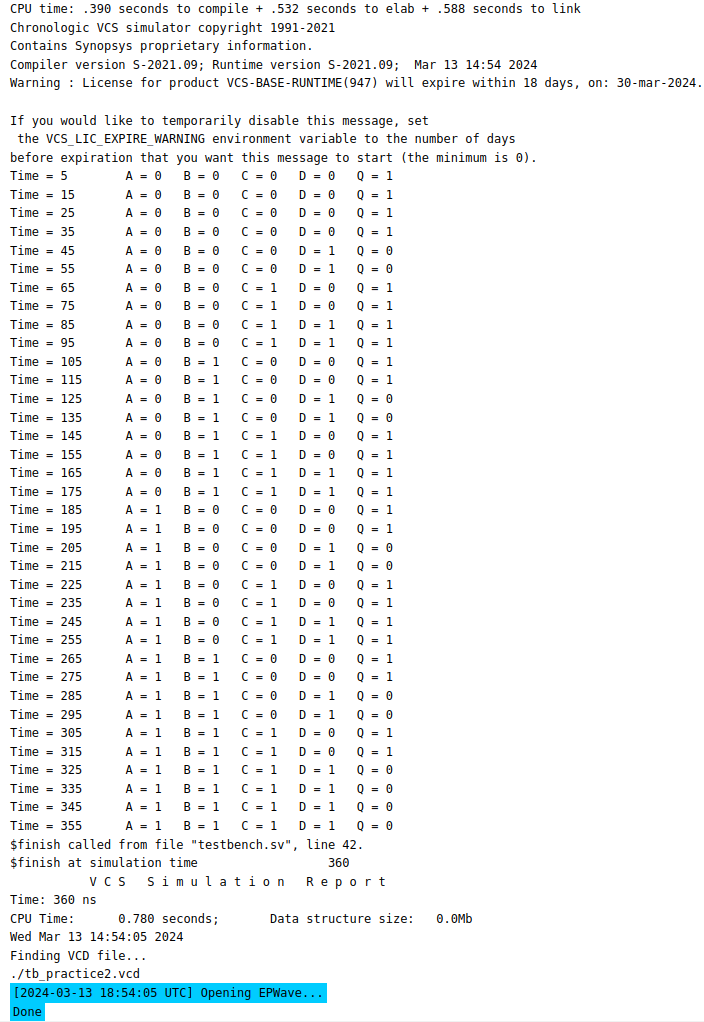 CPU time: .390 seconds to compile + .532 seconds to elab + .588 seconds to link
Chronologic VCS simulator copyright 1991-2021
Contains Synopsys proprietary information.
Compiler version S-2021.09; Runtime version S-2021.09;  Mar 13 14:54 2024
Warning : License for product VCS-BASE-RUNTIME(947) will expire within 18 days, on: 30-mar-2024.

If you would like to temporarily disable this message, set
 the VCS_LIC_EXPIRE_WARNING environment variable to the number of days
before expiration that you want this message to start (the minimum is 0).
Time = 5        A = 0   B = 0   C = 0   D = 0   Q = 1
Time = 15       A = 0   B = 0   C = 0   D = 0   Q = 1
Time = 25       A = 0   B = 0   C = 0   D = 0   Q = 1
Time = 35       A = 0   B = 0   C = 0   D = 0   Q = 1
Time = 45       A = 0   B = 0   C = 0   D = 1   Q = 0
Time = 55       A = 0   B = 0   C = 0   D = 1   Q = 0
Time = 65       A = 0   B = 0   C = 1   D = 0   Q = 1
Time = 75       A = 0   B = 0   C = 1   D = 0   Q = 1
Time = 85       A = 0   B = 0   C = 1   D = 1   Q = 1
Time = 95       A = 0   B = 0   C = 1   D = 1   Q = 1
Time = 105      A = 0   B = 1   C = 0   D = 0   Q = 1
Time = 115      A = 0   B = 1   C = 0   D = 0   Q = 1
Time = 125      A = 0   B = 1   C = 0   D = 1   Q = 0
Time = 135      A = 0   B = 1   C = 0   D = 1   Q = 0
Time = 145      A = 0   B = 1   C = 1   D = 0   Q = 1
Time = 155      A = 0   B = 1   C = 1   D = 0   Q = 1
Time = 165      A = 0   B = 1   C = 1   D = 1   Q = 1
Time = 175      A = 0   B = 1   C = 1   D = 1   Q = 1
Time = 185      A = 1   B = 0   C = 0   D = 0   Q = 1
Time = 195      A = 1   B = 0   C = 0   D = 0   Q = 1
Time = 205      A = 1   B = 0   C = 0   D = 1   Q = 0
Time = 215      A = 1   B = 0   C = 0   D = 1   Q = 0
Time = 225      A = 1   B = 0   C = 1   D = 0   Q = 1
Time = 235      A = 1   B = 0   C = 1   D = 0   Q = 1
Time = 245      A = 1   B = 0   C = 1   D = 1   Q = 1
Time = 255      A = 1   B = 0   C = 1   D = 1   Q = 1
Time = 265      A = 1   B = 1   C = 0   D = 0   Q = 1
Time = 275      A = 1   B = 1   C = 0   D = 0   Q = 1
Time = 285      A = 1   B = 1   C = 0   D = 1   Q = 0
Time = 295      A = 1   B = 1   C = 0   D = 1   Q = 0
Time = 305      A = 1   B = 1   C = 1   D = 0   Q = 1
Time = 315      A = 1   B = 1   C = 1   D = 0   Q = 1
Time = 325      A = 1   B = 1   C = 1   D = 1   Q = 0
Time = 335      A = 1   B = 1   C = 1   D = 1   Q = 0
Time = 345      A = 1   B = 1   C = 1   D = 1   Q = 0
Time = 355      A = 1   B = 1   C = 1   D = 1   Q = 0
$finish called from file "testbench.sv", line 42.
$finish at simulation time                  360
           V C S   S i m u l a t i o n   R e p o r t
Time: 360 ns
CPU Time:      0.780 seconds;       Data structure size:   0.0Mb
Wed Mar 13 14:54:05 2024
Finding VCD file...
./tb_practice2.vcd
[2024-03-13 18:54:05 UTC] Opening EPWave...
Done